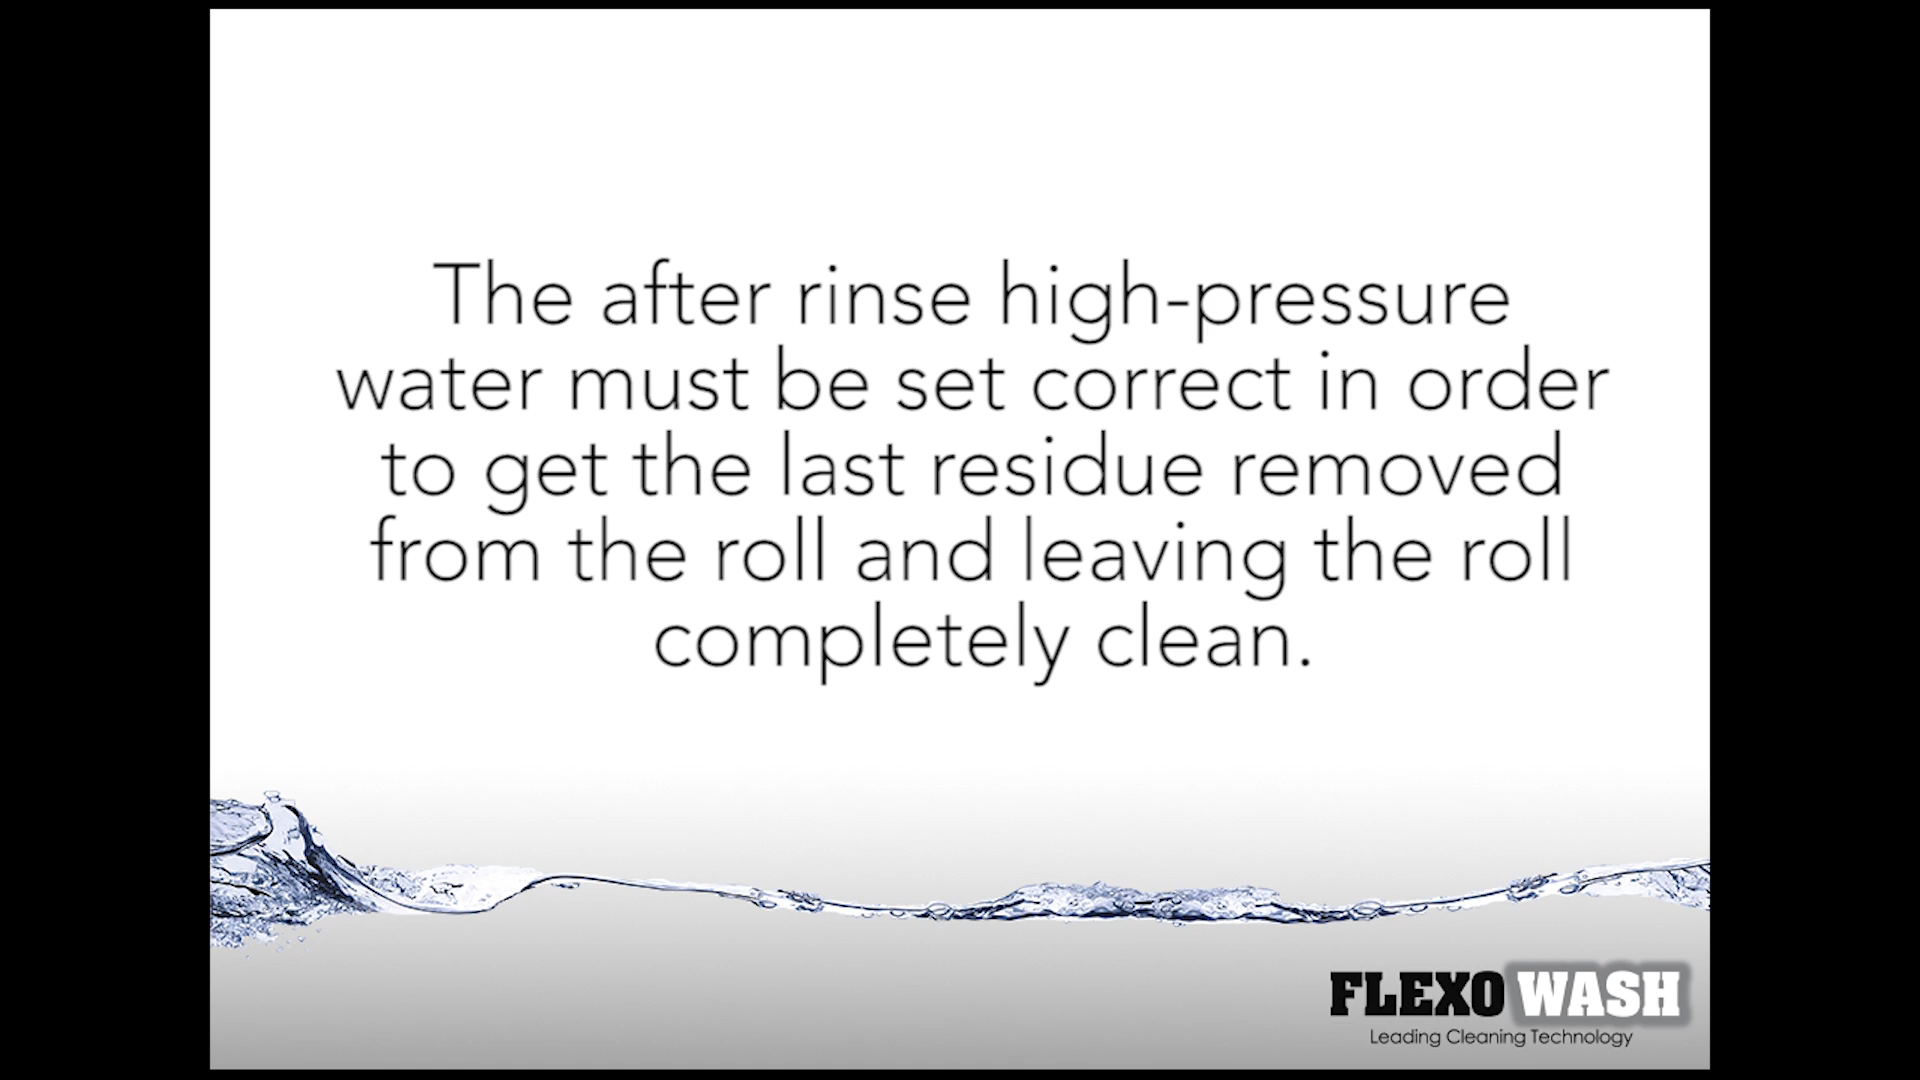 The after rinse high-pressure
water must be set correct in order
to get the last residue removed
from the roll and leaving the roll
completely clean.
FLEXO WASH
Leading Cleaning Technology